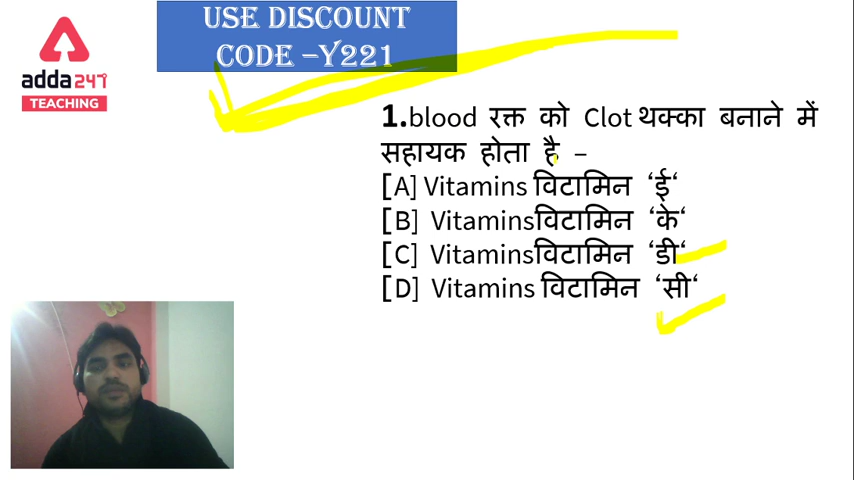 USE DISCOUNT
CODE –Y221
adda247
TEACHING
1.blood रक्त को Clot थक्का बनाने में
सहायक होता है –
[A] Vitamins विटामिन ‘ई‘
[B] Vitaminsविटामिन ‘के‘
[C] Vitaminsविटामिन ‘डी‘
[D] Vitamins विटामिन ‘सी‘